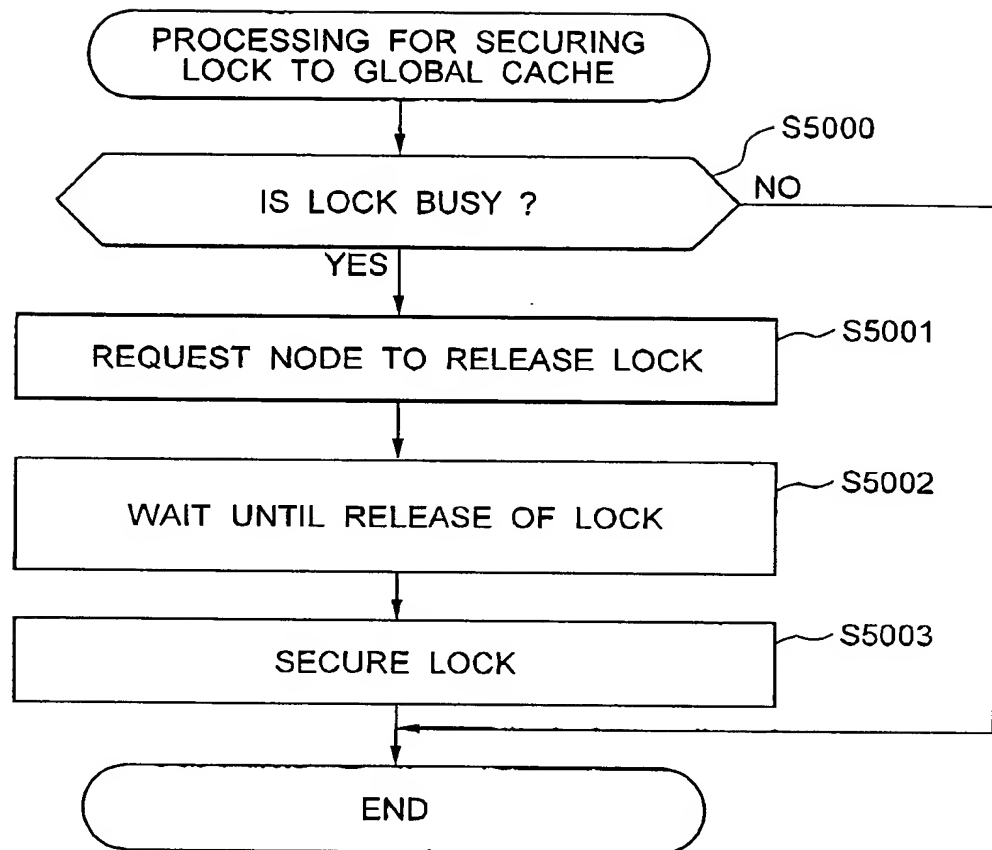 PROCESSING FOR SECURING
LOCK TO GLOBAL CACHE
S5000
IS LOCK BUSY ?
NO
YES
S5001
REQUEST NODE TO RELEASE LOCK
S5002
WAIT UNTIL RELEASE OF LOCK
S5003
SECURE LOCK
END